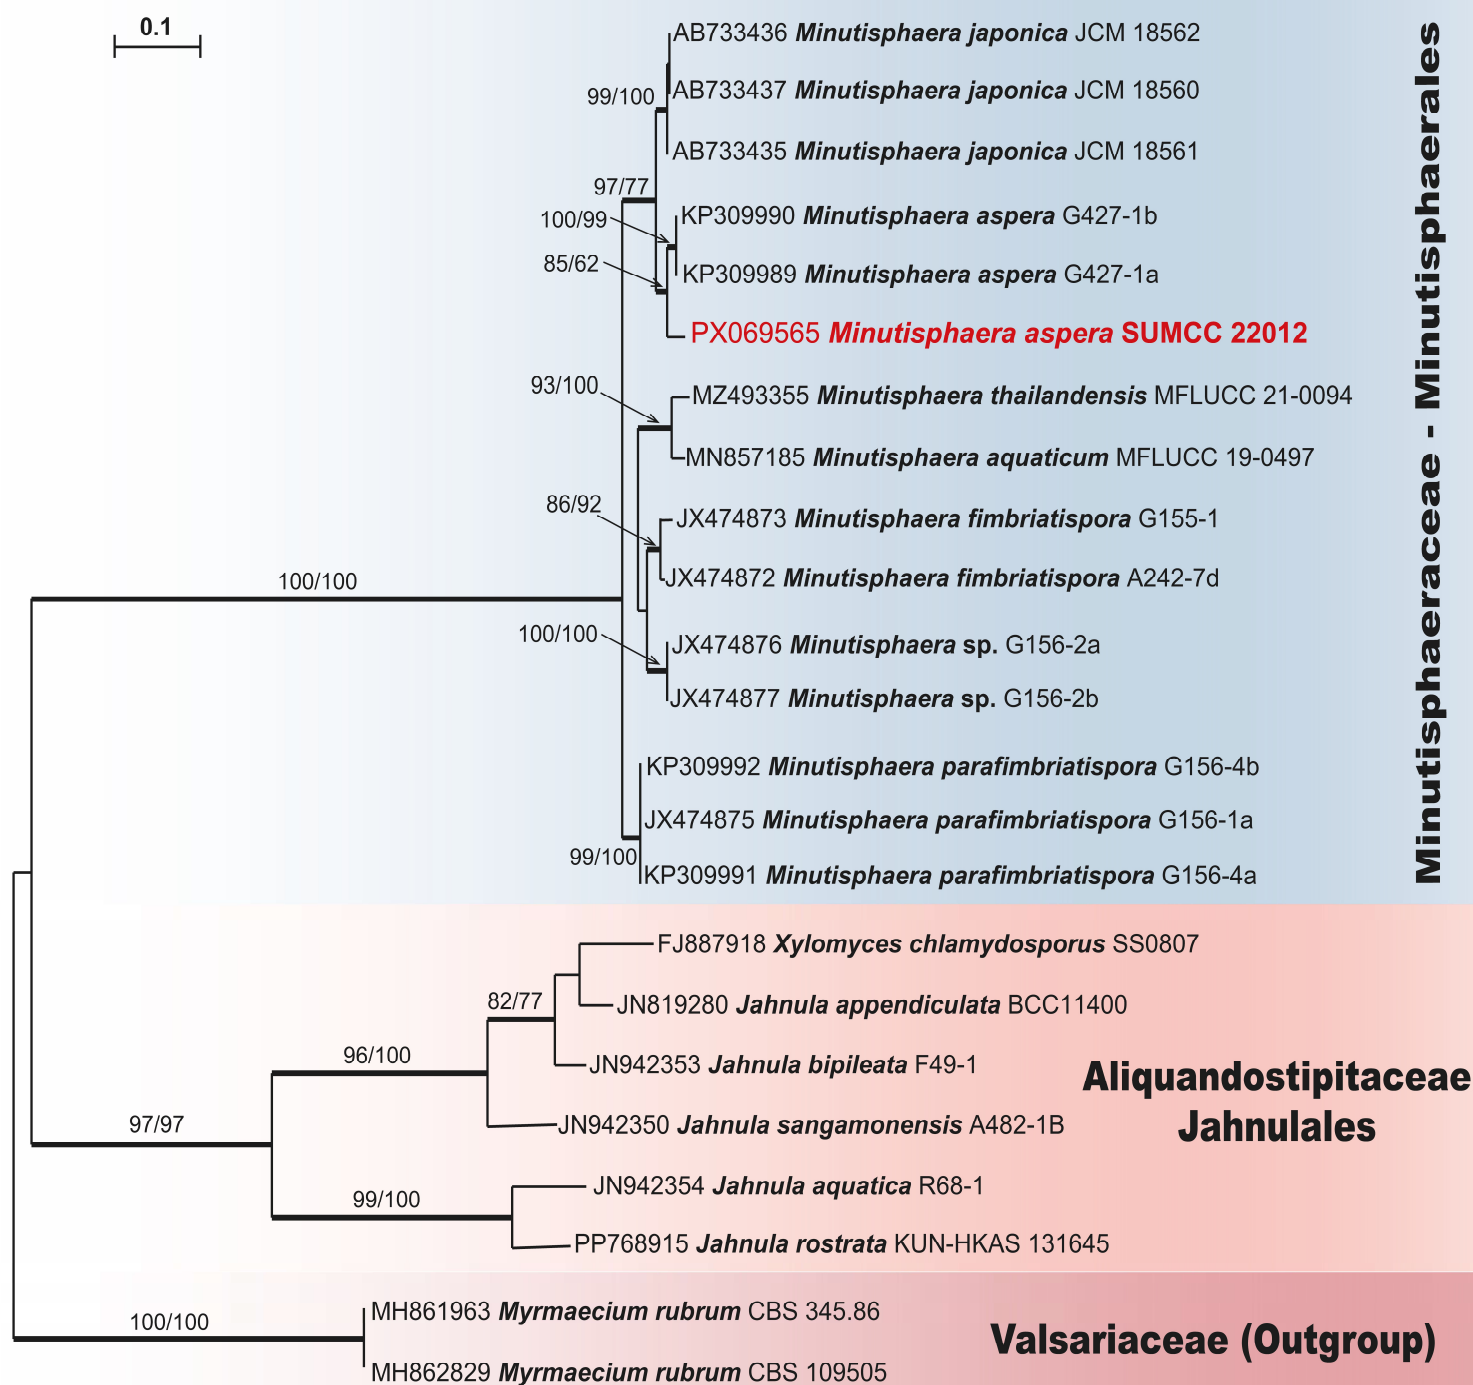 0.1
AB733436 Minutisphaera japonica JCM 18562
AB733437 Minutisphaera japonica JCM 18560
99/100
AB733435 Minutisphaera japonica JCM 18561
97/77
100/99
KP309990 Minutisphaera aspera G427-1b
85/62
KP309989 Minutisphaera aspera G427-1a
PX069565 Minutisphaera aspera SUMCC 22012
93/100
MZ493355 Minutisphaera thailandensis MFLUCC 21-0094
MN857185 Minutisphaera aquaticum MFLUCC 19-0497
86/92
JX474873 Minutisphaera fimbriatispora G155-1
JX474872 Minutisphaera fimbriatispora A242-7d
100/100
100/100
JX474876 Minutisphaera sp. G156-2a
JX474877 Minutisphaera sp. G156-2b
KP309992 Minutisphaera parafimbriatispora G156-4b
JX474875 Minutisphaera parafimbriatispora G156-1a
99/100
KP309991 Minutisphaera parafimbriatispora G156-4a
Minutisphaeraceae - Minutisphaerales
FJ887918 Xylomyces chlamydosporus SS0807
82/77
JN819280 Jahnula appendiculata BCC11400
96/100
JN942353 Jahnula bipileata F49-1
97/97
JN942350 Jahnula sangamonensis A482-1B
99/100
JN942354 Jahnula aquatica R68-1
PP768915 Jahnula rostrata KUN-HKAS 131645
Aliquandostipitaceae
Jahnulales
100/100
MH861963 Myrmaecium rubrum CBS 345.86
MH862829 Myrmaecium rubrum CBS 109505
Valsariaceae (Outgroup)